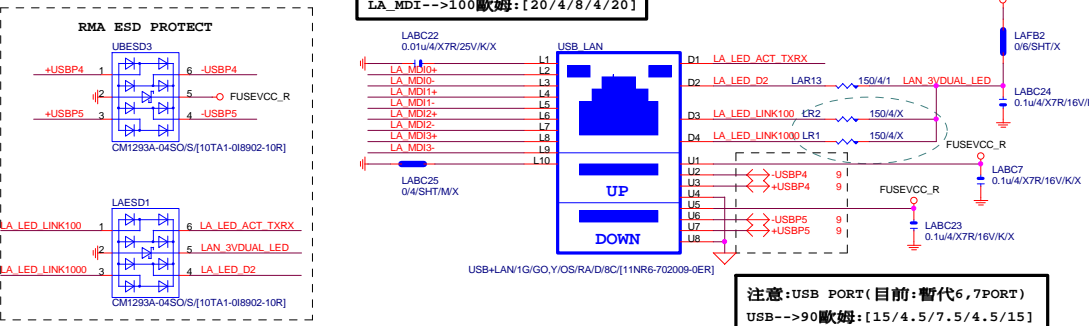 LA_MDI-->100歐姆:[20/4/8/4/20]
RMA ESD PROTECT
UBESD3
+USBP4 1
6 -USBP4
2
5 FUSEVCC_R
+USBP5 3
4 -USBP5
CM1293A-04SO/S/[10TA1-0I8902-10R]
LAESD1
LA_LED_LINK100 1
6 LA_LED_ACT_TXRX
2
5 LAN_3VDUAL_LED
LA_LED_LINK1000 3
4 LA_LED_D2
CM1293A-04SO/S/[10TA1-0I8902-10R]
LABC22
0.01u/4/X7R/25V/K/X
USB_LAN
L1
LA_MDI0+ L2
LA_MDI0- L3
LA_MDI1+ L4
LA_MDI1- L5
LA_MDI2+ L6
LA_MDI2- L7
LA_MDI3+ L8
LA_MDI3- L9
L10
LABC25
0/4/SHT/M/X
UP
DOWN
D1 LA_LED_ACT_TXRX
D2 LA_LED_D2 LAR13 150/4/1 LAN_3VDUAL_LED
D3 LA_LED_LINK100 LR2 150/4/X
D4 LA_LED_LINK1000 LR1 150/4/X
U1
U2 -USBP4 9
U3 +USBP4 9
U4
U5
U6 -USBP5 9
U7 +USBP5 9
U8
USB+LAN/1G/GO,Y/OS/RA/D/8C/[11NR6-702009-0ER]
LAFB2
0/6/SHT/X
LABC24
0.1u/4/X7R/16V/
FUSEVCC_R
LABC7
0.1u/4/X7R/16V/K/X
FUSEVCC_R
LABC23
0.1u/4/X7R/16V/K/X
注意:USB PORT(目前:暫代6,7PORT)
USB-->90歐姆:[15/4.5/7.5/4.5/15]